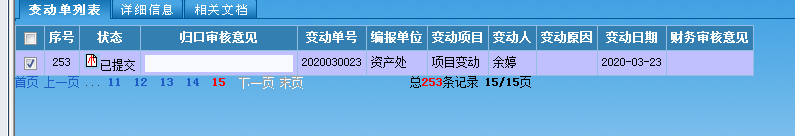 变动单列表 详细信息 相关文档
序号 状态 归口审核意见 变动单号 编报单位 变动项目 变动人 变动原因 变动日期 财务审核意见
253 已提交 2020030023 资产处 项目变动 余婷 2020-03-23
首页 上一页 ... 11 12 13 14 15 下一页 末页 总253条记录 15/15页